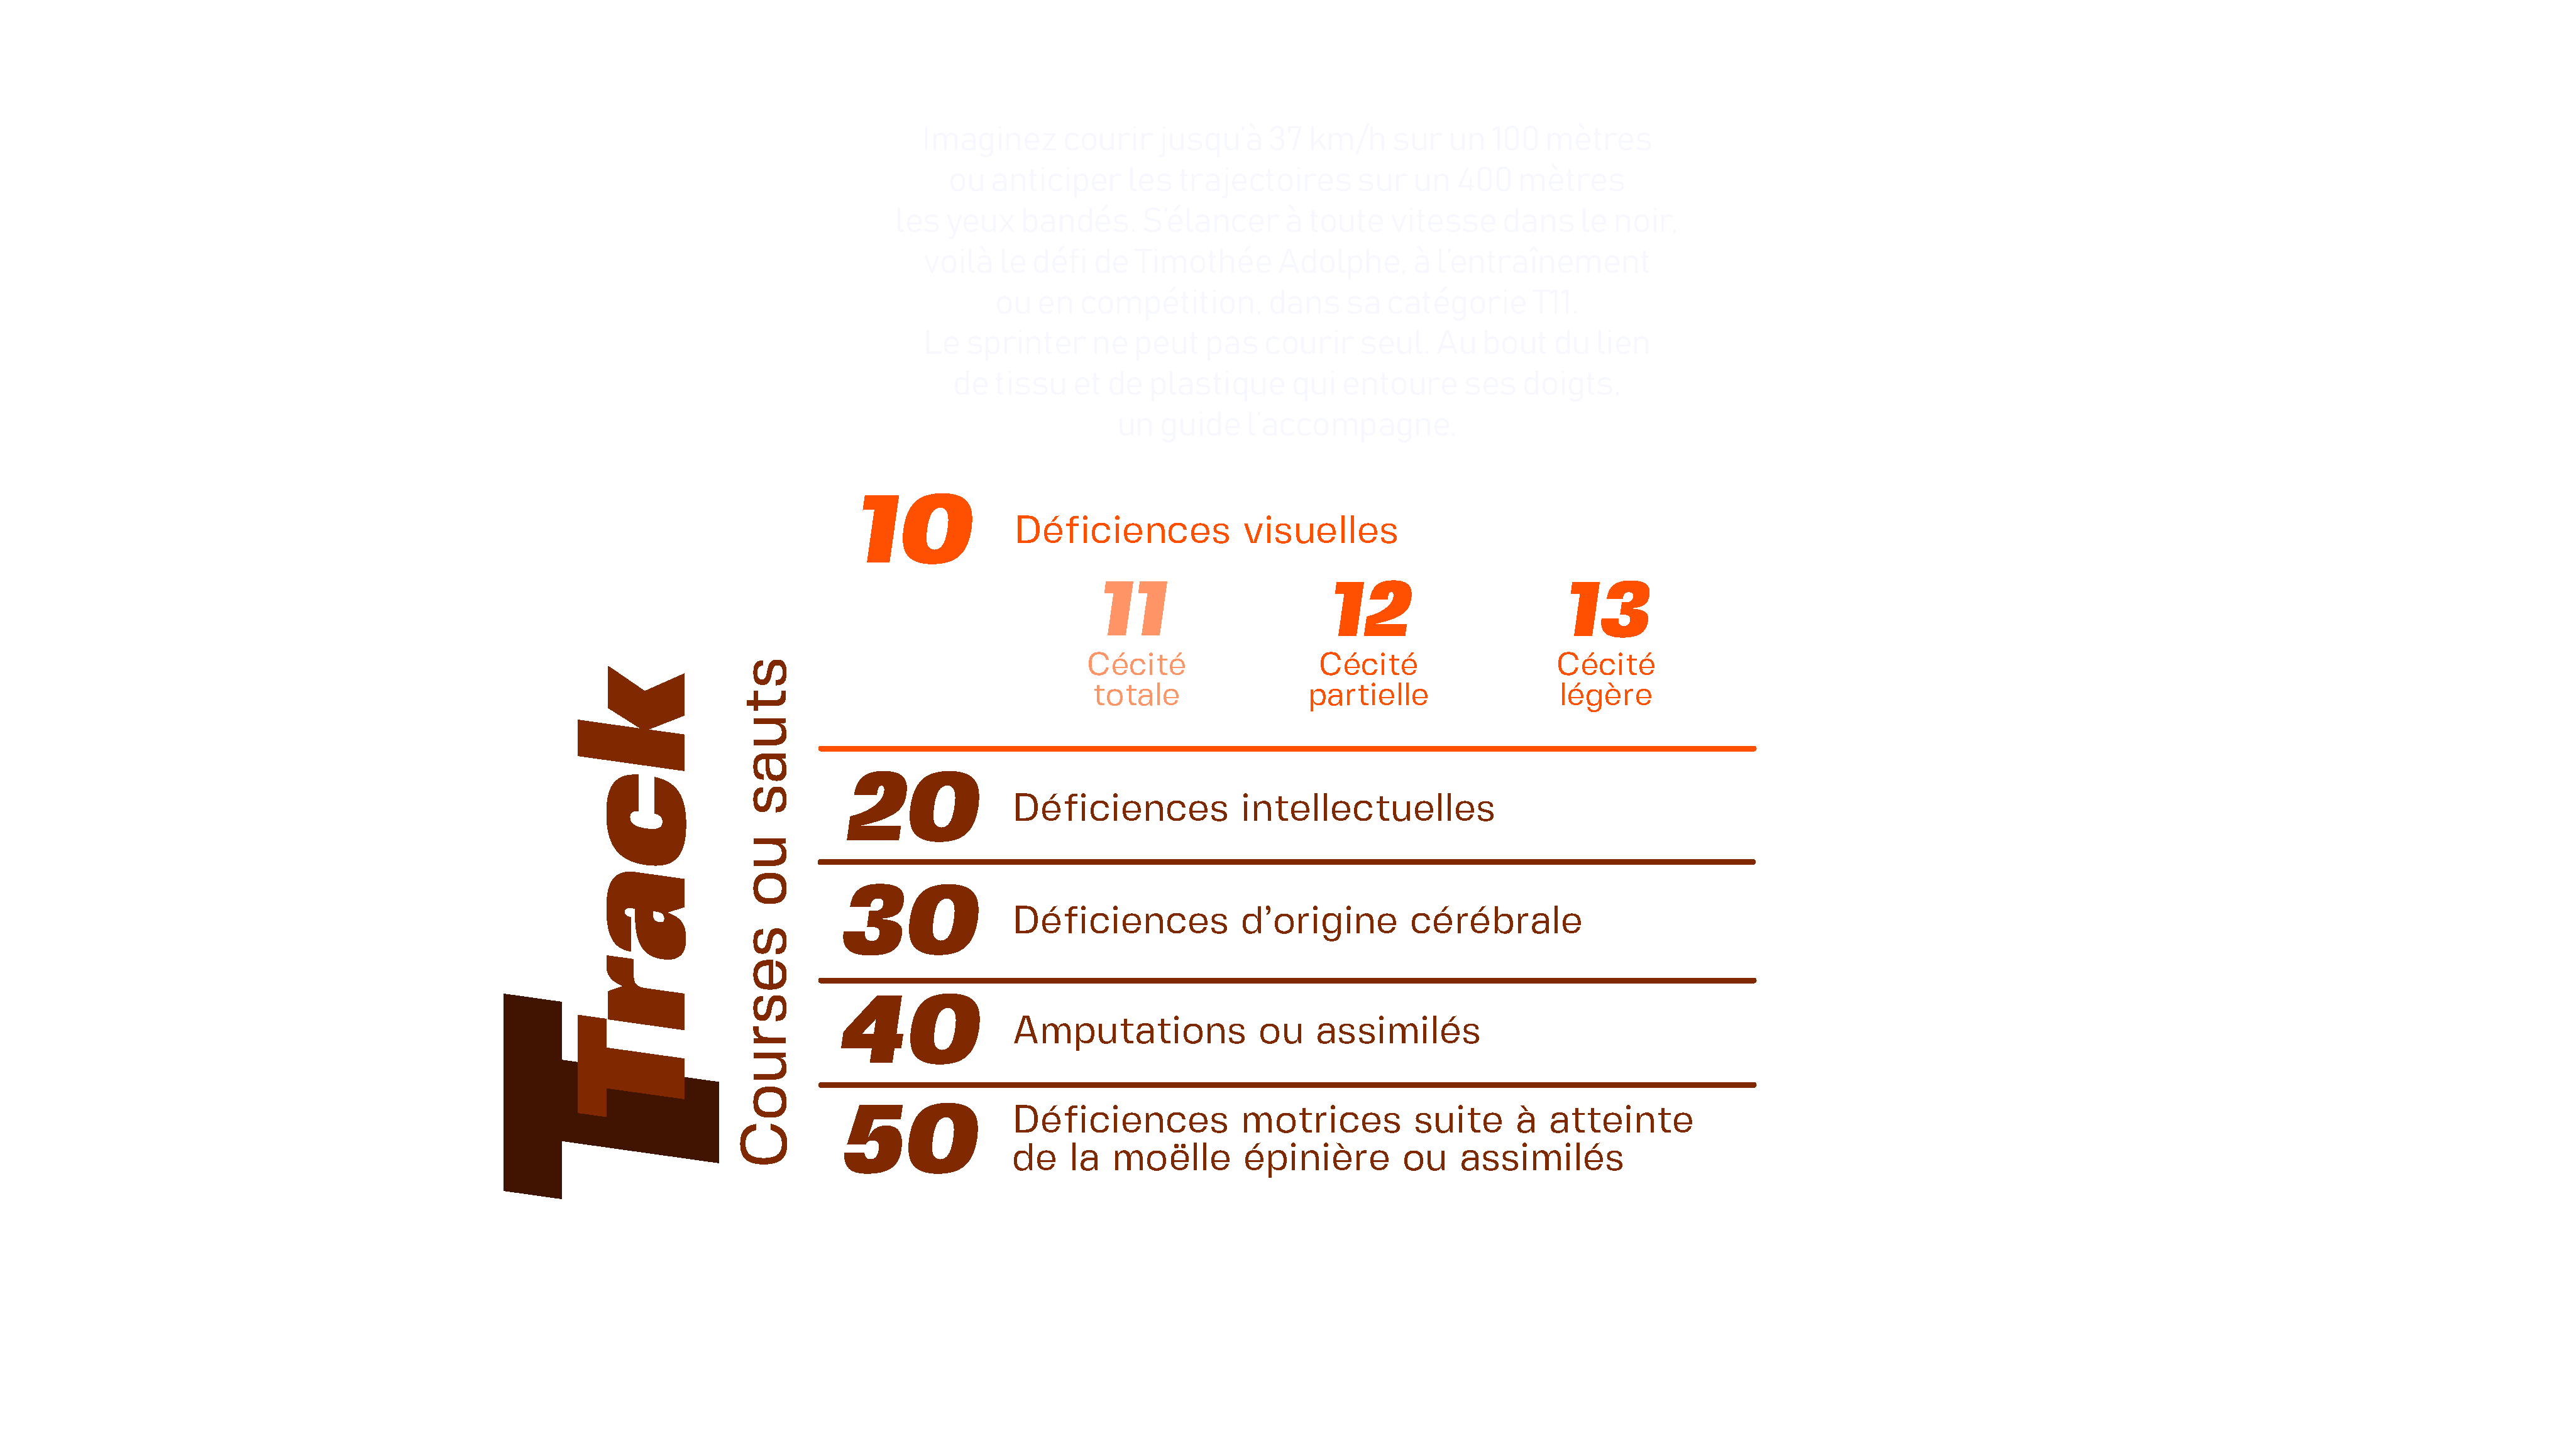 Imaginez courir jusqu'à 37 km/h sur un 100 mètres
ou anticiper les trajectoires sur un 400 mètres
les yeux bandés. S'élancer à toute vitesse dans le noir,
voilà le défi de Timothée Adolphe, à l'entraînement
ou en compétition, dans sa catégorie T11.
Le sprinter ne peut pas courir seul. Au bout du lien
de tissu et de plastique qui entoure ses doigts,
un guide l'accompagne.
T
Track
Courses ou sauts
10 Déficiences visuelles
11 12 13
Cécité Cécité Cécité
totale partielle légère
20 Déficiences intellectuelles
30 Déficiences d’origine cérébrale
40 Amputations ou assimilés
50 Déficiences motrices suite à atteinte
de la moëlle épinière ou assimilés